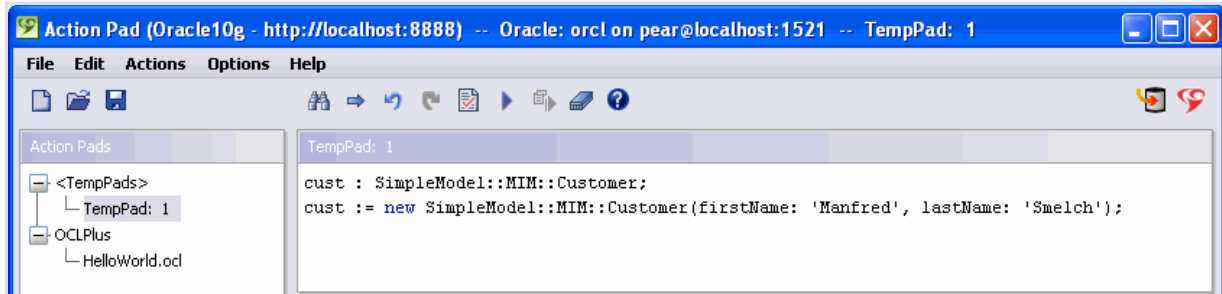 Action Pad (Oracle10g - http://localhost:8888) -- Oracle: orcl on pear@localhost:1521 -- TempPad: 1
File Edit Actions Options Help
Action Pads
<TempPads>
TempPad: 1
OCLPlus
HelloWorld.ocl
TempPad: 1
cust : SimpleModel::MIM::Customer;
cust := new SimpleModel::MIM::Customer(firstName: 'Manfred', lastName: 'Smelch');